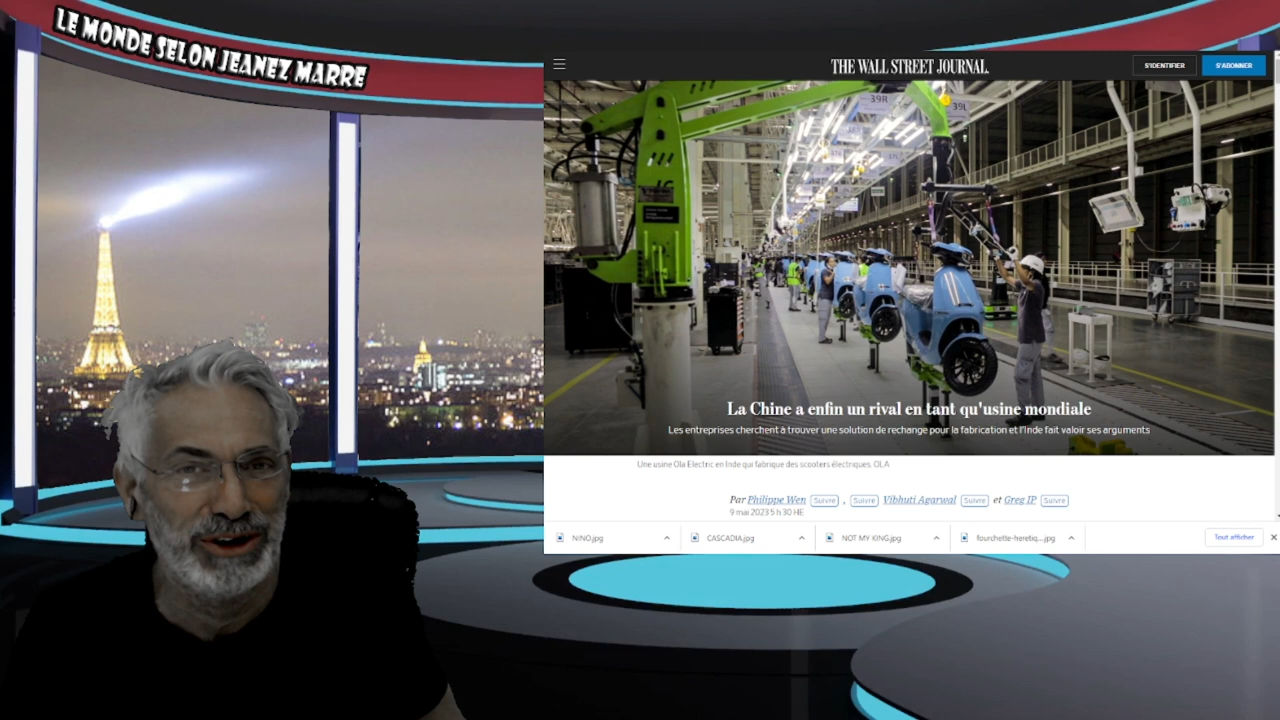 LE MONDE SELON JEANEZ MARRE
THE WALL STREET JOURNAL.
S'IDENTIFIER
S'ABONNER
39R
39L
La Chine a enfin un rival en tant qu'usine mondiale
Les entreprises cherchent à trouver une solution de rechange pour la fabrication et l'Inde fait valoir ses arguments
Une usine Ola Electric en Inde qui fabrique des scooters électriques. OLA
Par Philippe Wen Suivre , Suivre Vibhuti Agarwal Suivre et Greg IP Suivre
9 mai 2023 5 h 30 HE
NINO.jpg
CASCADIA.jpg
NOT MY KING.jpg
fourchette-heretiq....jpg
Tout afficher